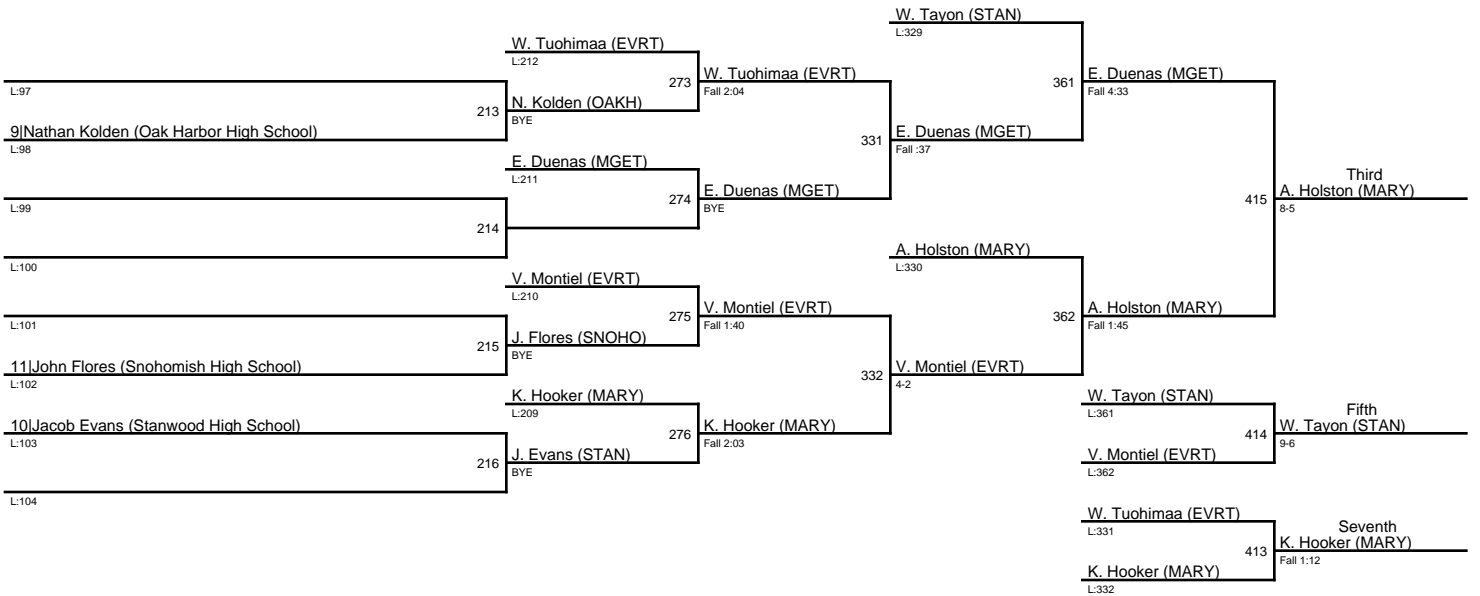 W. Tayon (STAN)
L:329
W. Tuohimaa (EVRT)
L:212
273
W. Tuohimaa (EVRT)
Fall 2:04
361
E. Duenas (MGET)
Fall 4:33
L:97
213
N. Kolden (OAKH)
BYE
9|Nathan Kolden (Oak Harbor High School)
L:98
331
E. Duenas (MGET)
Fall :37
E. Duenas (MGET)
L:211
274
E. Duenas (MGET)
BYE
Third
415
A. Holston (MARY)
8-5
L:99
214
L:100
A. Holston (MARY)
L:330
V. Montiel (EVRT)
L:210
275
V. Montiel (EVRT)
Fall 1:40
362
A. Holston (MARY)
Fall 1:45
L:101
215
J. Flores (SNOHO)
BYE
11|John Flores (Snohomish High School)
L:102
332
V. Montiel (EVRT)
4-2
K. Hooker (MARY)
L:209
W. Tayon (STAN)
L:361
Fifth
10|Jacob Evans (Stanwood High School)
L:103
276
K. Hooker (MARY)
Fall 2:03
414
W. Tayon (STAN)
9-6
216
J. Evans (STAN)
BYE
V. Montiel (EVRT)
L:362
L:104
W. Tuohimaa (EVRT)
L:331
Seventh
413
K. Hooker (MARY)
Fall 1:12
K. Hooker (MARY)
L:332